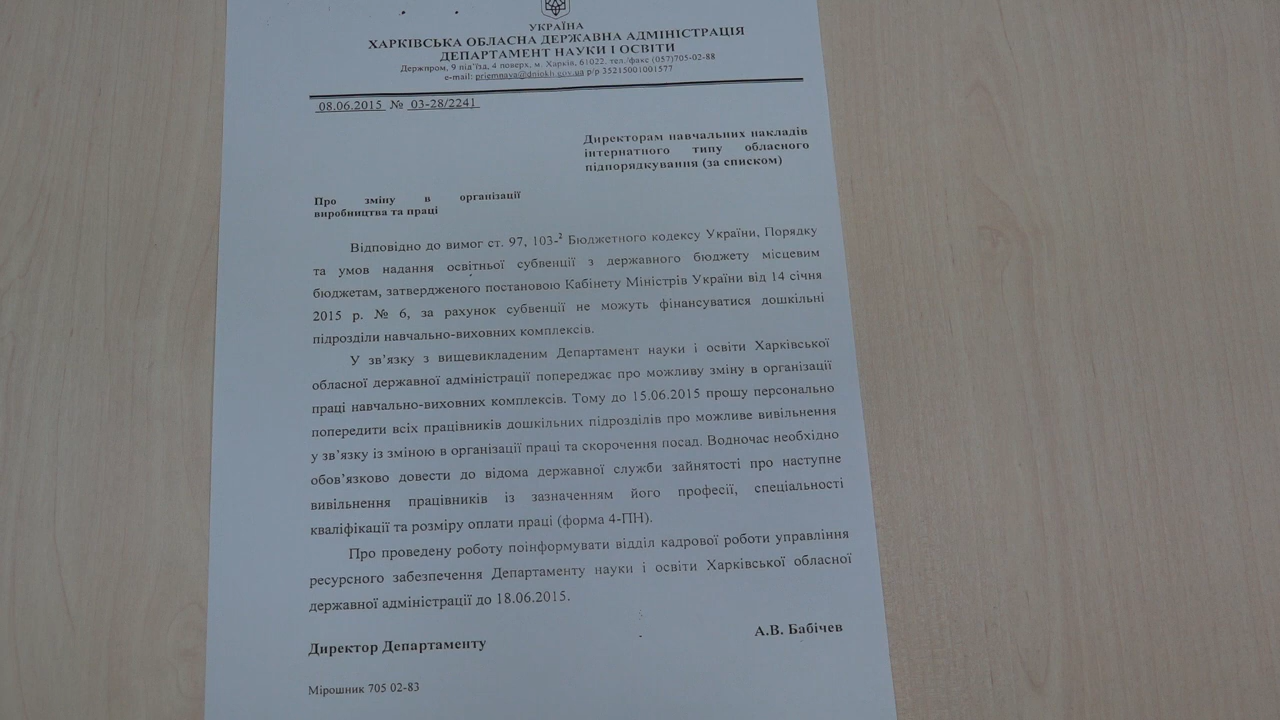 УКРАЇНА
ХАРКІВСЬКА ОБЛАСНА ДЕРЖАВНА АДМІНІСТРАЦІЯ
ДЕПАРТАМЕНТ НАУКИ І ОСВІТИ
Держпром, 9 під'їзд, 4 поверх, м. Харків, 61022, тел./факс (057)705-02-88
e-mail: priemnaya@dniokh.gov.ua р/р 35215001001577
08.06.2015 № 03-28/2241
Директорам навчальних накладів
інтернатного типу обласного
підпорядкування (за списком)
Про зміну в організації
виробництва та праці
Відповідно до вимог ст. 97, 103-² Бюджетного кодексу України, Порядку
та умов надання освітньої субвенції з державного бюджету місцевим
бюджетам, затвердженого постановою Кабінету Міністрів України від 14 січня
2015 р. № 6, за рахунок субвенції не можуть фінансуватися дошкільні
підрозділи навчально-виховних комплексів.
У зв'язку з вищевикладеним Департамент науки і освіти Харківської
обласної державної адміністрації попереджає про можливу зміну в організації
праці навчально-виховних комплексів. Тому до 15.06.2015 прошу персонально
попередити всіх працівників дошкільних підрозділів про можливе вивільнення
у зв'язку із зміною в організації праці та скорочення посад. Водночас необхідно
обов'язково довести до відома державної служби зайнятості про наступне
вивільнення працівників із зазначенням його професії, спеціальності
кваліфікації та розміру оплати праці (форма 4-ПН).
Про проведену роботу поінформувати відділ кадрової роботи управління
ресурсного забезпечення Департаменту науки і освіти Харківської обласної
державної адміністрації до 18.06.2015.
Директор Департаменту
А.В. Бабічев
Мірошник 705 02-83